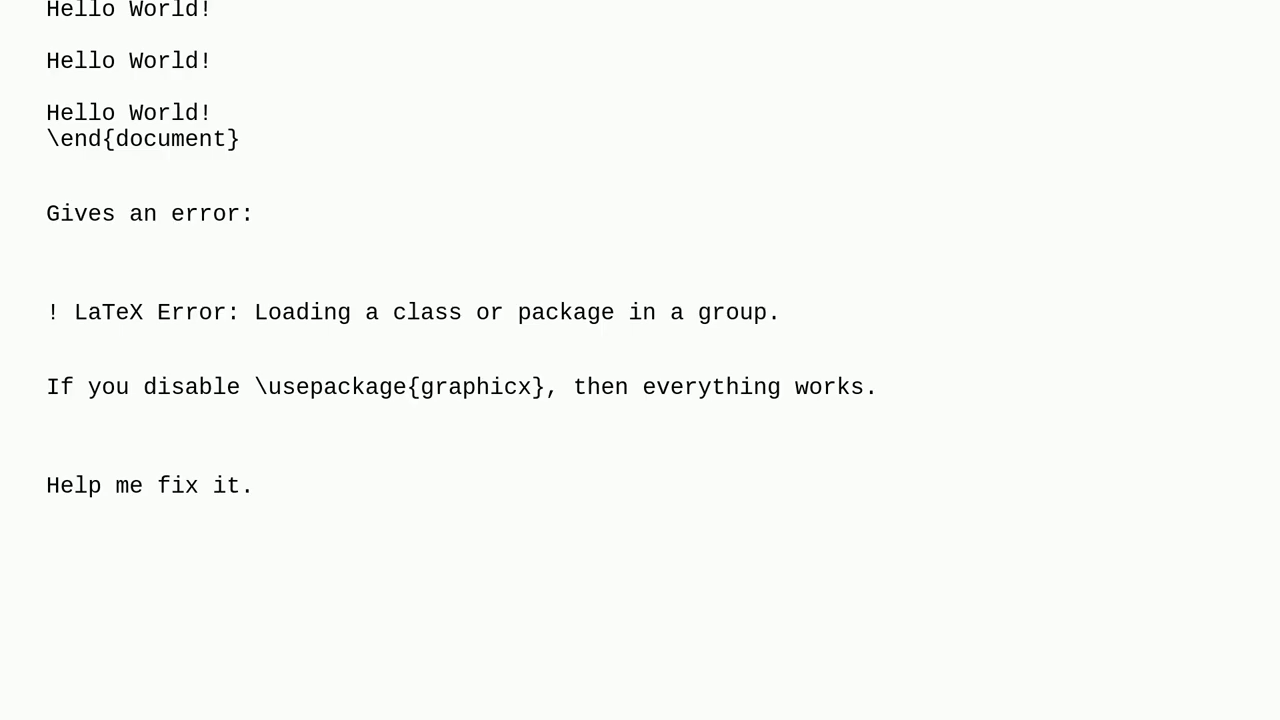 Hello World!
Hello World!
Hello World!
\end{document}
Gives an error:
! LaTeX Error: Loading a class or package in a group.
If you disable \usepackage{graphicx}, then everything works.
Help me fix it.